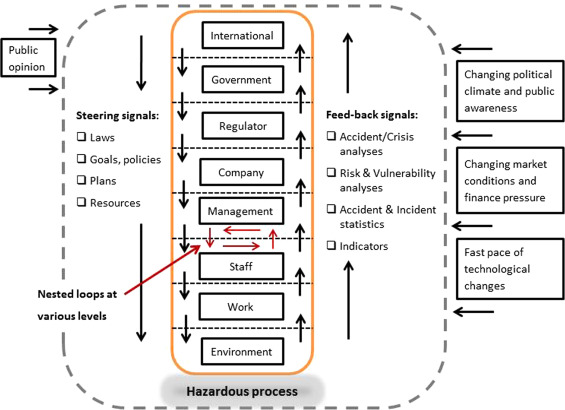 Public
opinion
Steering signals:
Laws
Goals, policies
Plans
Resources
Nested loops at
various levels
International
Government
Regulator
Company
Management
Staff
Work
Environment
Hazardous process
Feed-back signals:
Accident/Crisis
analyses
Risk & Vulnerability
analyses
Accident & Incident
statistics
Indicators
Changing political
climate and public
awareness
Changing market
conditions and
finance pressure
Fast pace of
technological
changes